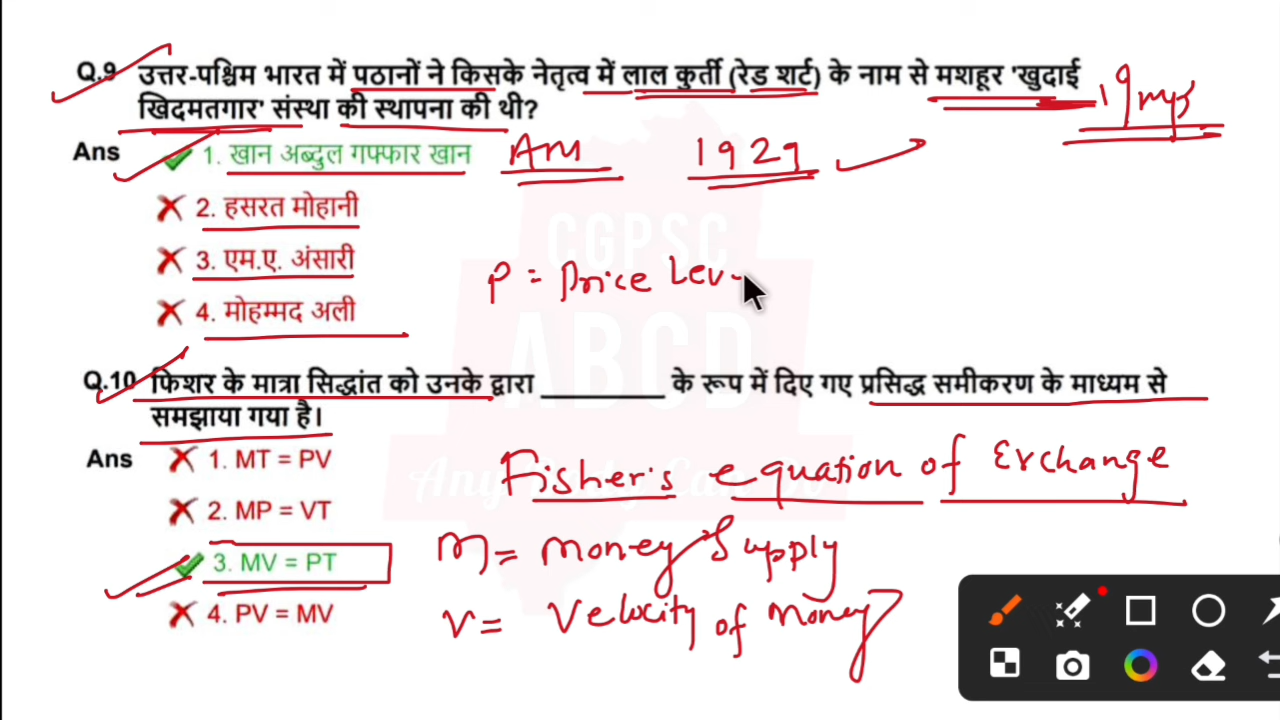 Q.9 उत्तर-पश्चिम भारत में पठानों ने किसके नेतृत्व में लाल कुर्ती (रेड शर्ट) के नाम से मशहूर 'खुदाई
खिदमतगार' संस्था की स्थापना की थी?
Ans 1. खान अब्दुल गफ्फार खान
1929
2. हसरत मोहानी
3. एम.ए. अंसारी
4. मोहम्मद अली
P = Price Lev
CGPSC
ABCD
Q.10 फिशर के मात्रा सिद्धांत को उनके द्वारा _________ के रूप में दिए गए प्रसिद्ध समीकरण के माध्यम से
समझाया गया है।
Ans 1. MT = PV
2. MP = VT
3. MV = PT
4. PV = MV
Fisher's equation of Exchange
M = Money Supply
V = Velocity of Money